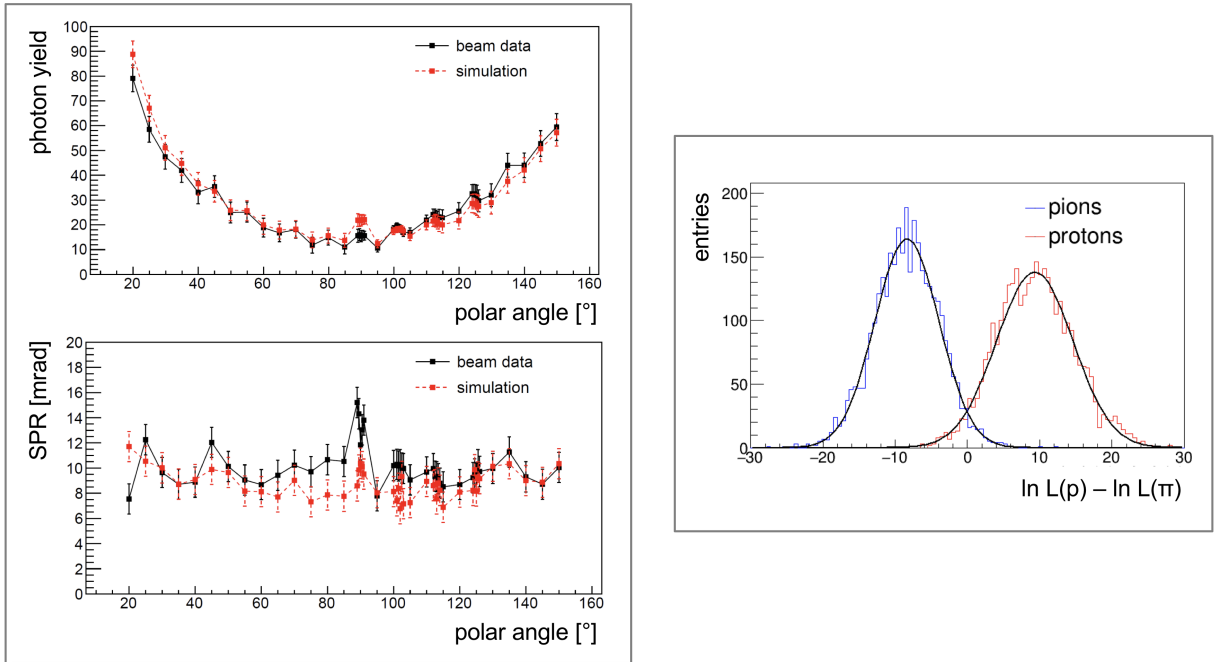 100
90
80
70
60
50
40
30
20
10
0
photon yield
beam data
simulation
20 40 60 80 100 120 140 160
polar angle [°]
20
18
16
14
12
10
8
6
4
2
0
SPR [mrad]
beam data
simulation
20 40 60 80 100 120 140 160
polar angle [°]
200
150
100
50
0
entries
pions
protons
−30 −20 −10 0 10 20 30
ln L(p) – ln L(π)